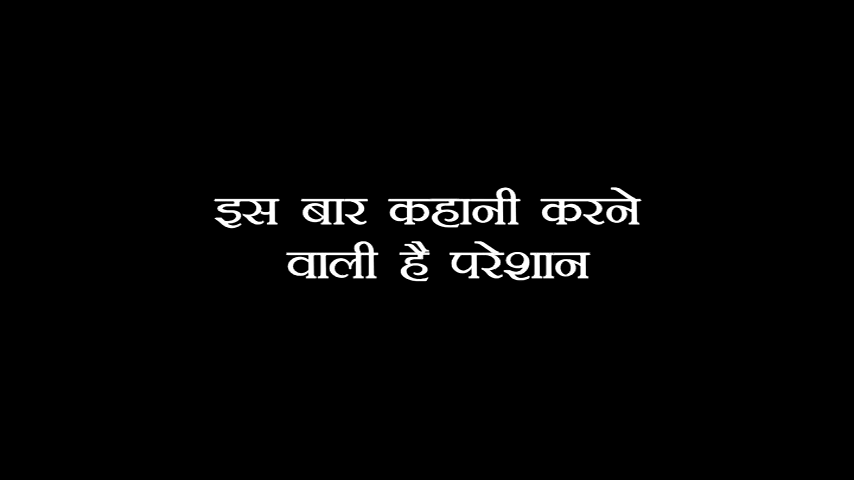 इस बार कहानी करने
वाली है परेशान